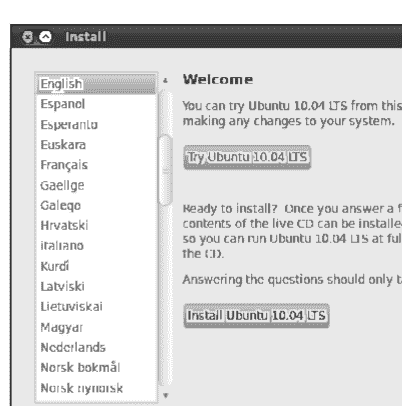 Install
English
Español
Esperanto
Euskara
Français
Gaeilge
Galego
Hrvatski
Italiano
Kurdî
Latviski
Lietuviškai
Magyar
Nederlands
Norsk bokmål
Norsk nynorsk
Welcome
You can try Ubuntu 10.04 LTS from this
making any changes to your system.
Try Ubuntu 10.04 LTS
Ready to install? Once you answer a f
contents of the live CD can be installe
so you can run Ubuntu 10.04 LTS at ful
the CD.
Answering the questions should only t
Install Ubuntu 10.04 LTS